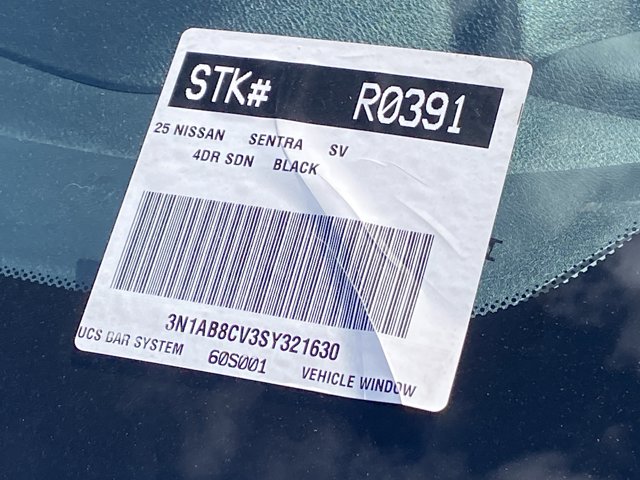 STK# R0391
25 NISSAN SENTRA SV
4DR SDN BLACK
3N1AB8CV3SY321630
UCS BAR SYSTEM 60S001 VEHICLE WINDOW